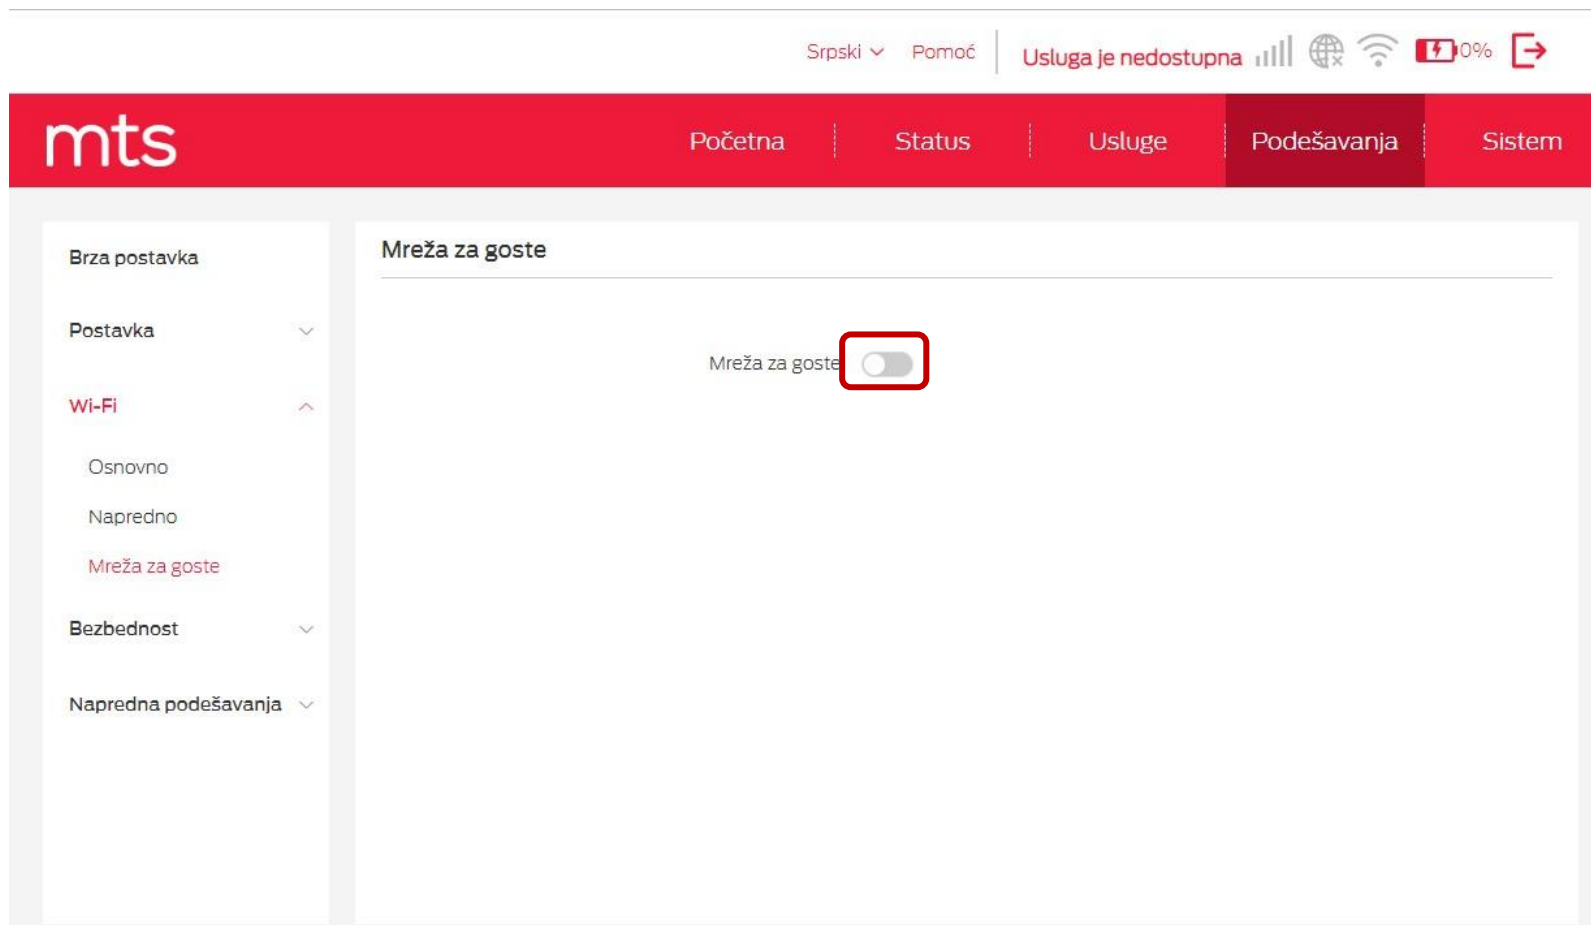 Srpski Pomoć Usluga je nedostupna 0%
mts
Početna Status Usluge Podešavanja Sistem
Brza postavka
Postavka
Wi-Fi
Osnovno
Napredno
Mreža za goste
Bezbednost
Napredna podešavanja
Mreža za goste
Mreža za goste